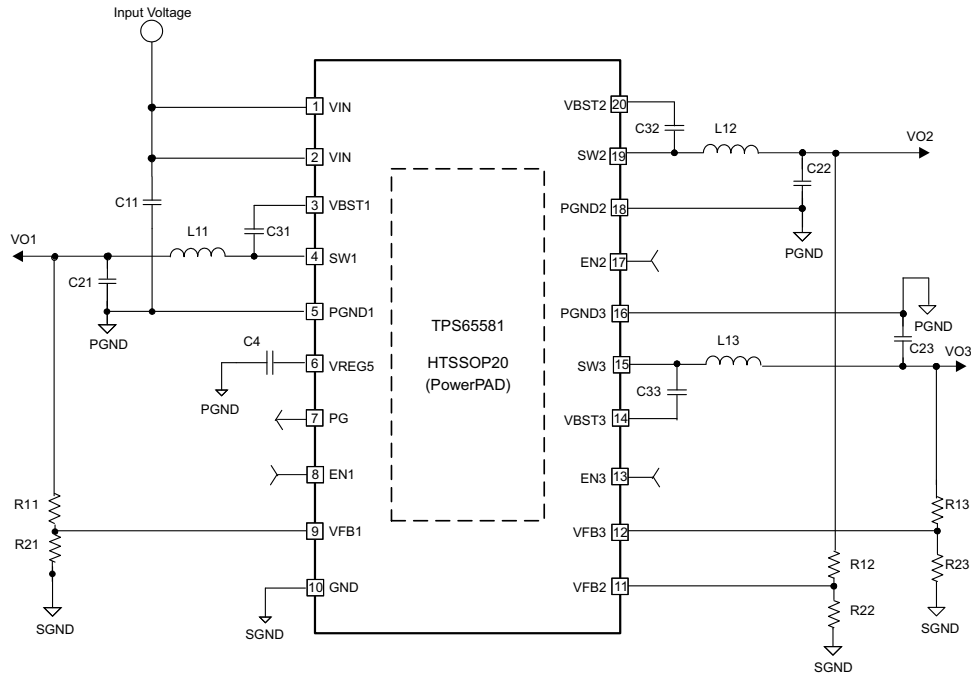 Input Voltage
1 VIN
2 VIN
3 VBST1
4 SW1
5 PGND1
6 VREG5
7 PG
8 EN1
9 VFB1
10 GND
VBST2 20
SW2 19
PGND2 18
EN2 17
PGND3 16
SW3 15
VBST3 14
EN3 13
VFB3 12
VFB2 11
TPS65581
HTSSOP20
(PowerPAD)
C11
L11
C31
VO1
C21
PGND
C4
PGND
R11
R21
SGND
SGND
C32
L12
VO2
C22
PGND
PGND
L13
C23
VO3
C33
R13
R12
R23
R22
SGND
SGND